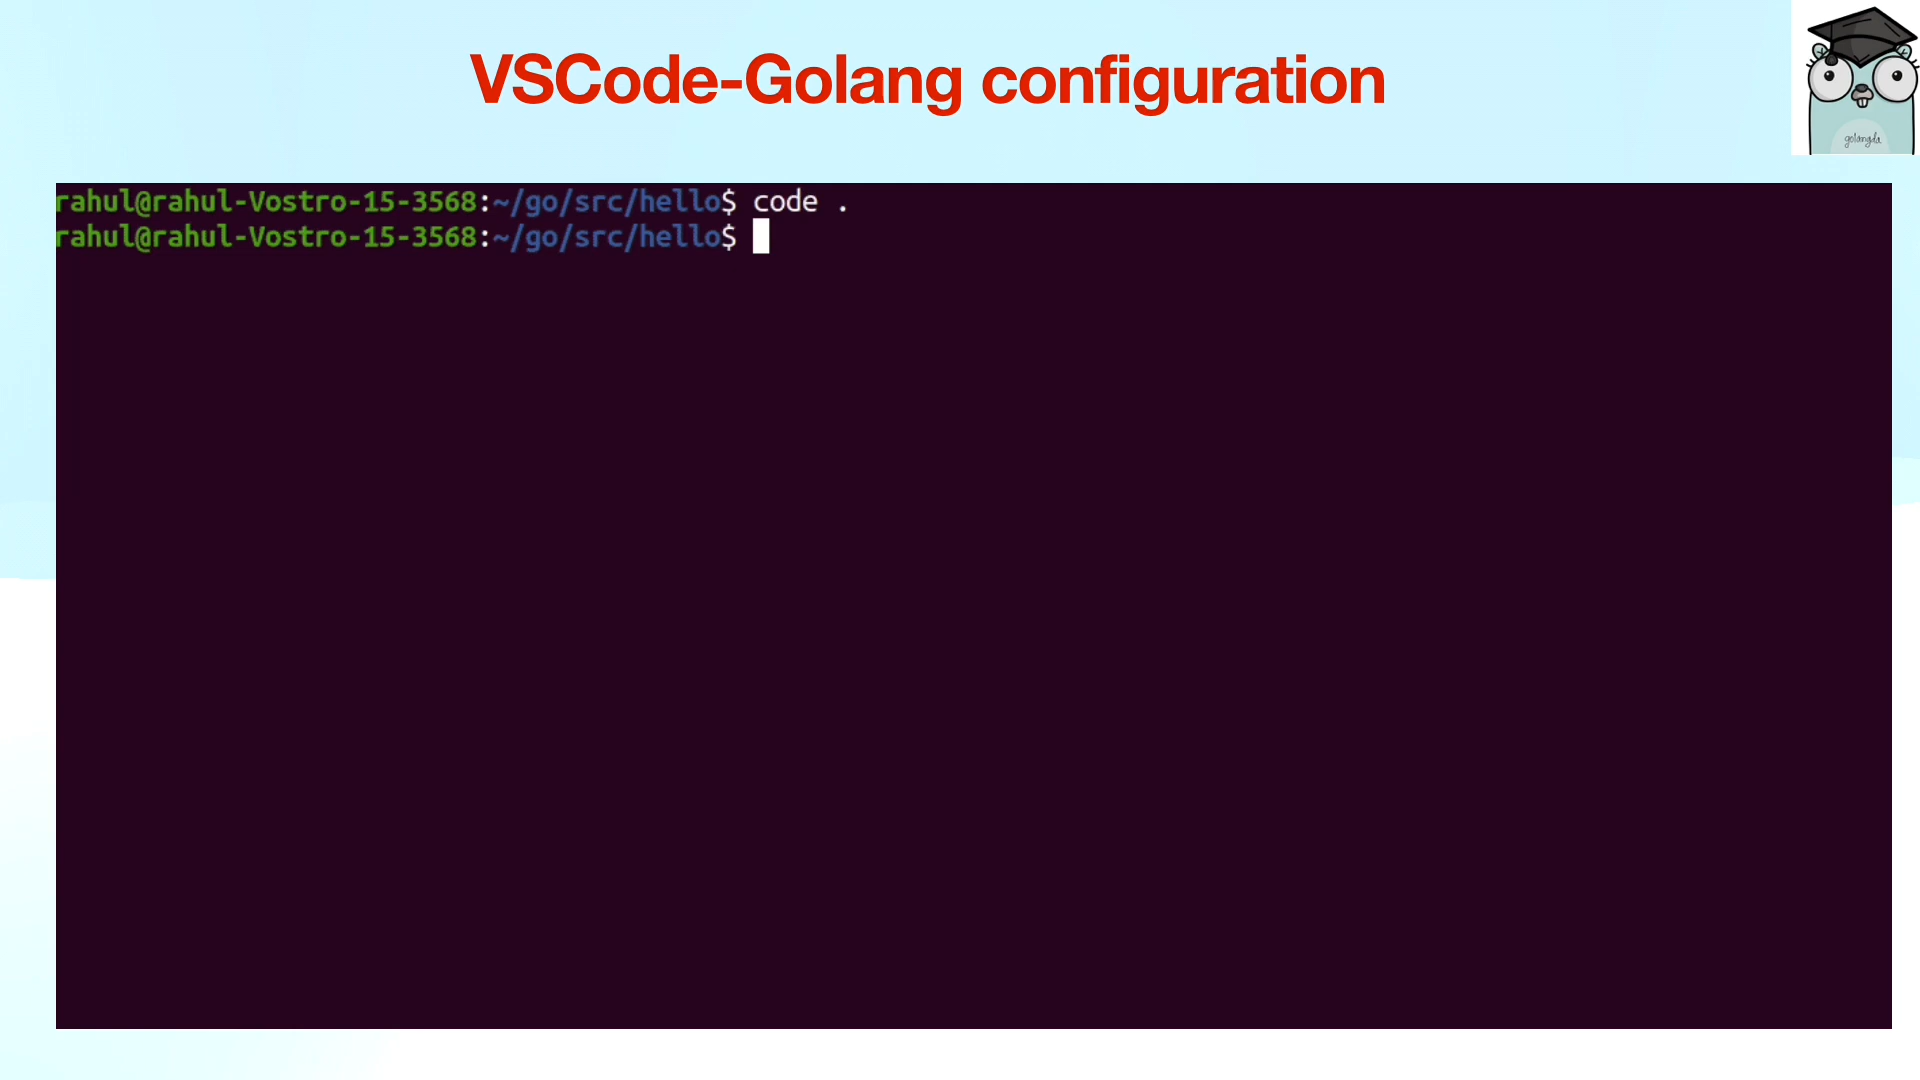 VSCode-Golang configuration
rahul@rahul-Vostro-15-3568:~/go/src/hello$ code .
rahul@rahul-Vostro-15-3568:~/go/src/hello$